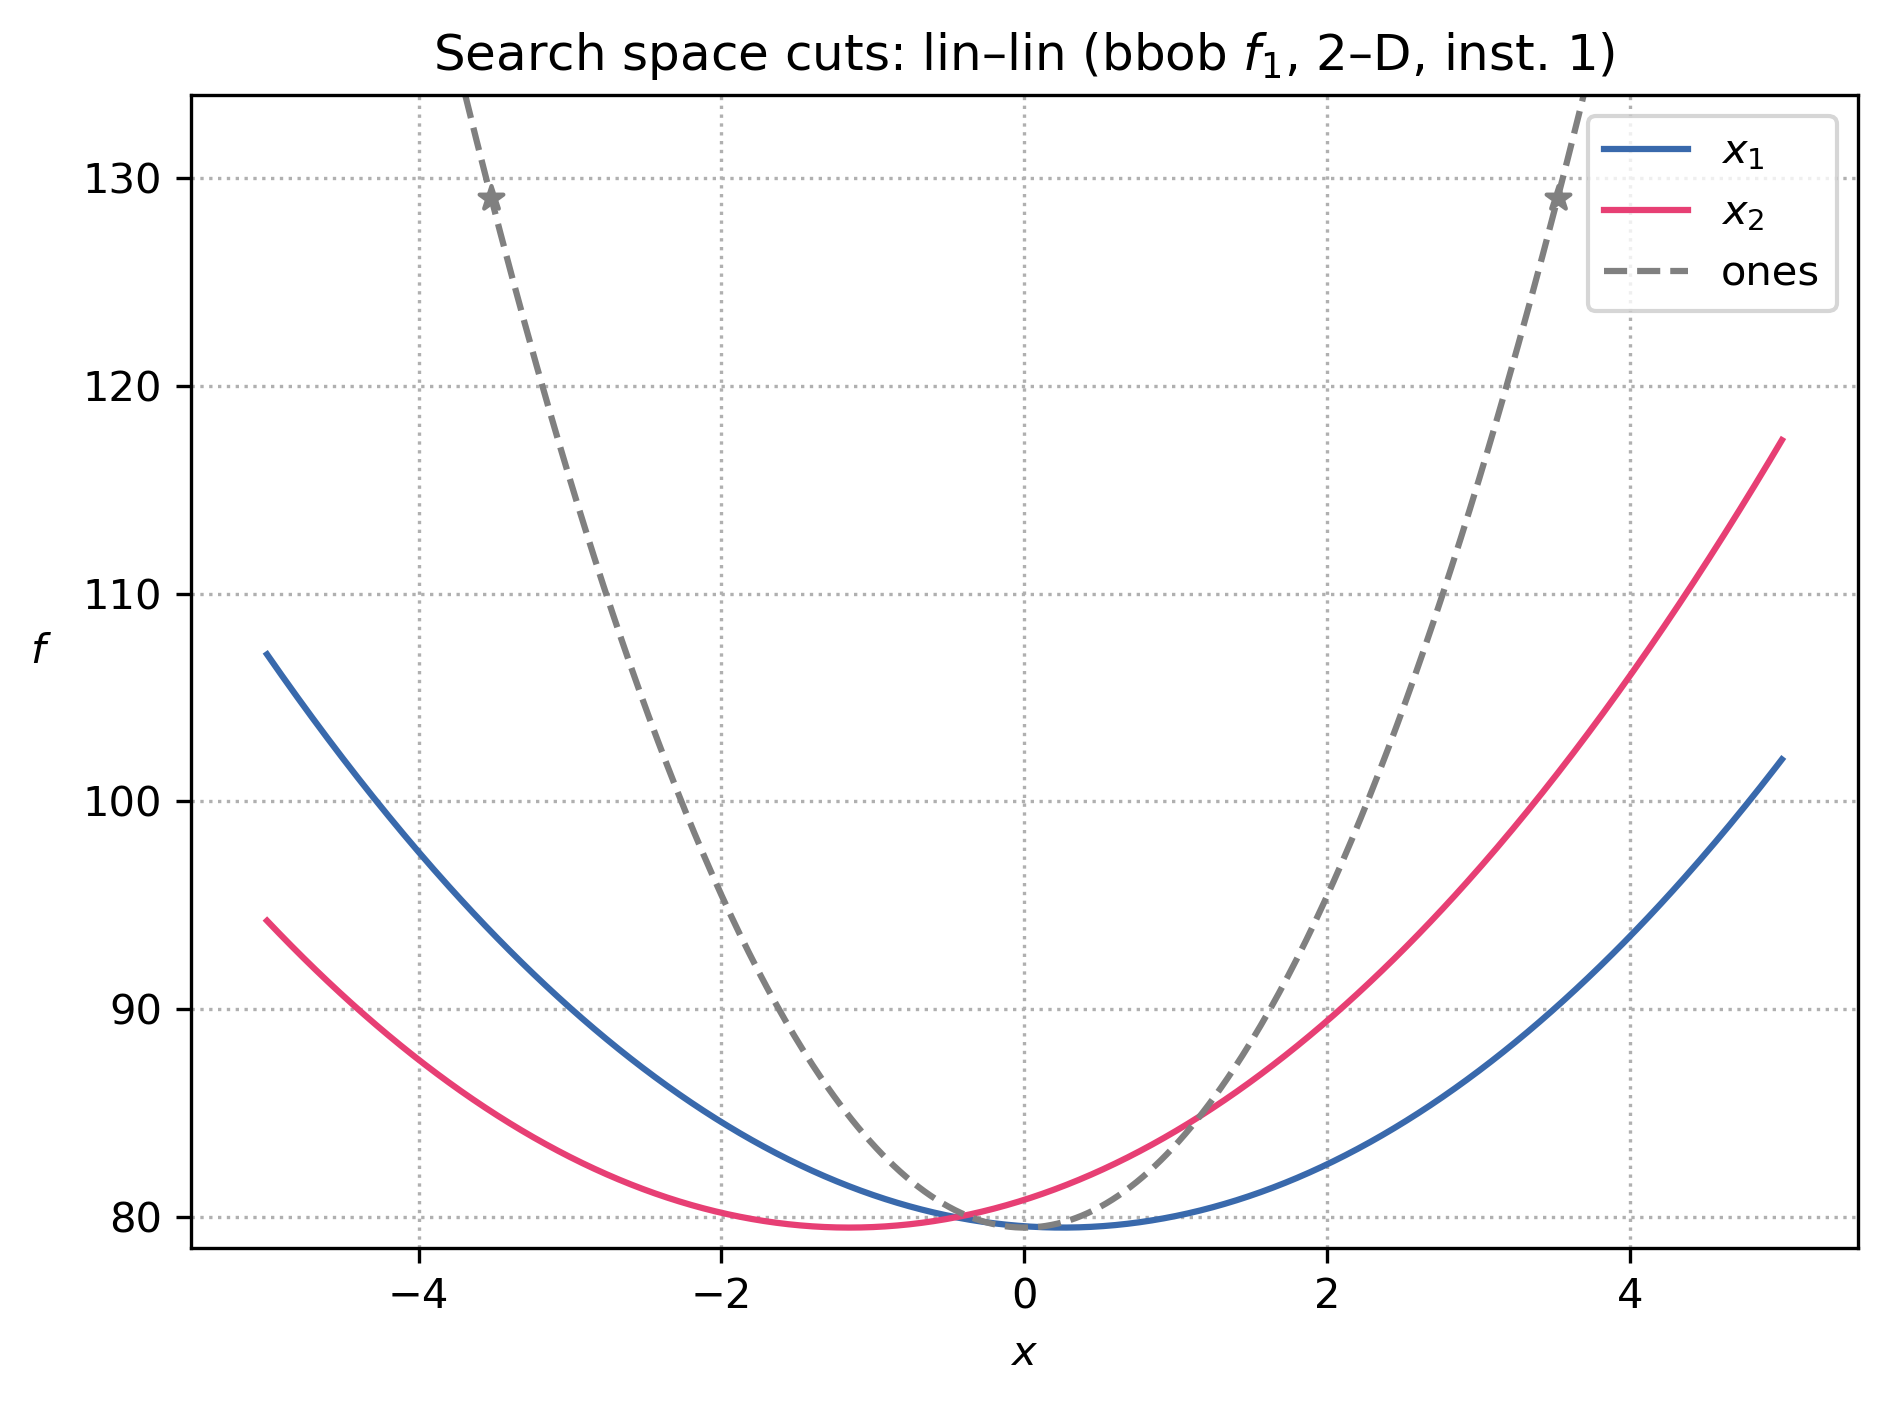 Search space cuts: lin–lin (bbob f₁, 2–D, inst. 1)
130
120
110
100
90
80
f
−4
−2
0
2
4
x
x₁
x₂
ones